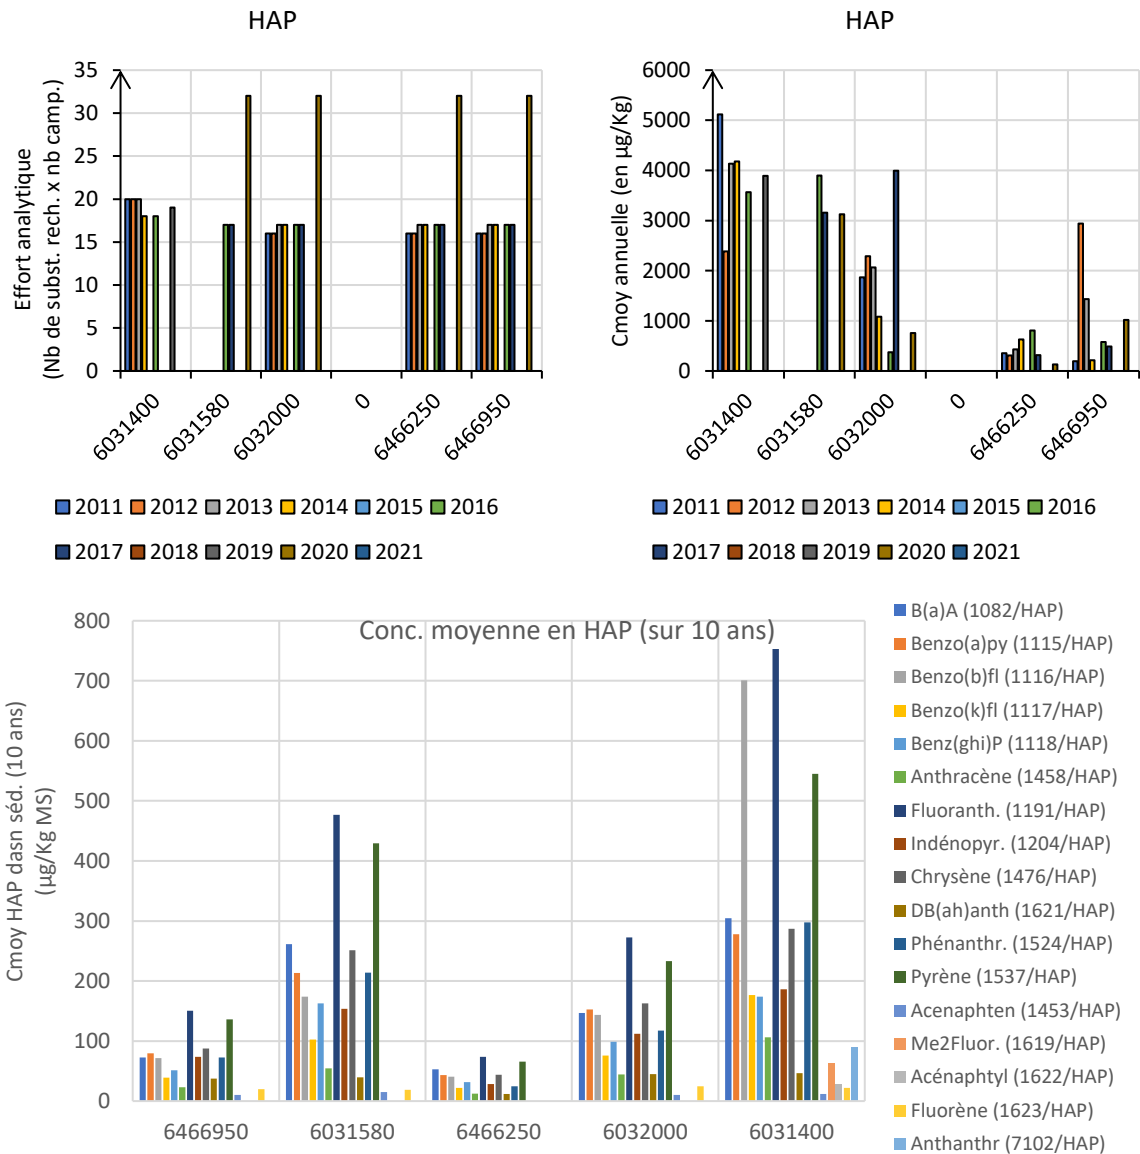 HAP
Effort analytique
(Nb de subst. rech. x nb camp.)
35
30
25
20
15
10
5
0
6031400
6031580
6032000
0
6466250
6466950
2011 2012 2013 2014 2015 2016
2017 2018 2019 2020 2021
HAP
Cmoy annuelle (en µg/Kg)
6000
5000
4000
3000
2000
1000
0
6031400
6031580
6032000
0
6466250
6466950
2011 2012 2013 2014 2015 2016
2017 2018 2019 2020 2021
Conc. moyenne en HAP (sur 10 ans)
Cmoy HAP dasn séd. (10 ans)
(µg/Kg MS)
800
700
600
500
400
300
200
100
0
6466950
6031580
6466250
6032000
6031400
B(a)A (1082/HAP)
Benzo(a)py (1115/HAP)
Benzo(b)fl (1116/HAP)
Benzo(k)fl (1117/HAP)
Benz(ghi)P (1118/HAP)
Anthracène (1458/HAP)
Fluoranth. (1191/HAP)
Indénopyr. (1204/HAP)
Chrysène (1476/HAP)
DB(ah)anth (1621/HAP)
Phénanthr. (1524/HAP)
Pyrène (1537/HAP)
Acenaphten (1453/HAP)
Me2Fluor. (1619/HAP)
Acénaphtyl (1622/HAP)
Fluorène (1623/HAP)
Anthanthr (7102/HAP)